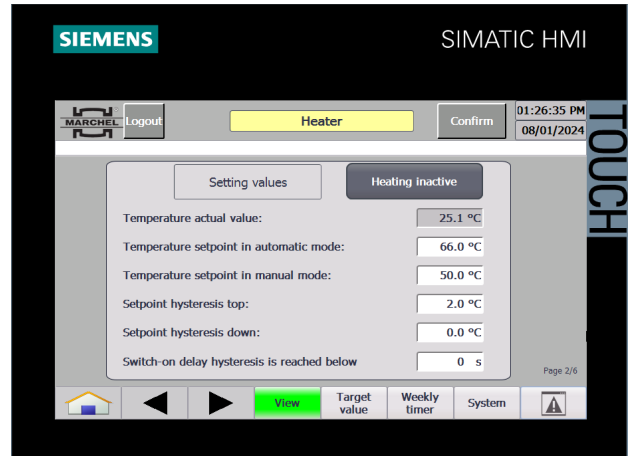 SIEMENS
SIMATIC HMI
MARCHEL
Logout
Heater
Confirm
01:26:35 PM
08/01/2024
TOUCH
Setting values
Heating inactive
Temperature actual value:
25.1 °C
Temperature setpoint in automatic mode:
66.0 °C
Temperature setpoint in manual mode:
50.0 °C
Setpoint hysteresis top:
2.0 °C
Setpoint hysteresis down:
0.0 °C
Switch-on delay hysteresis is reached below
0 s
Page 2/6
View
Target
value
Weekly
timer
System